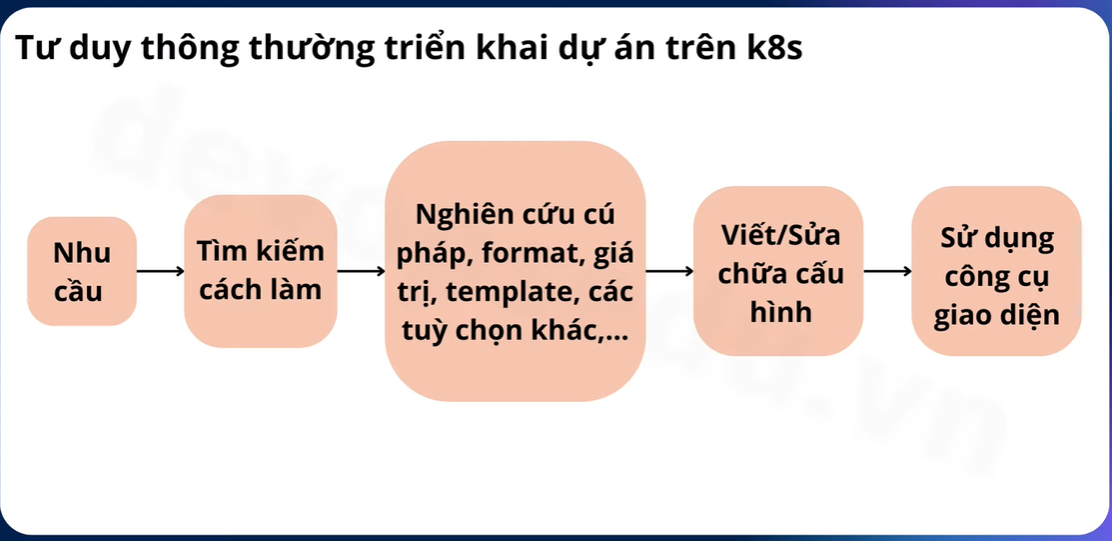 Tư duy thông thường triển khai dự án trên k8s
Nhu
cầu
Tìm kiếm
cách làm
Nghiên cứu cú
pháp, format, giá
trị, template, các
tuỳ chọn khác,...
Viết/Sửa
chữa cấu
hình
Sử dụng
công cụ
giao diện